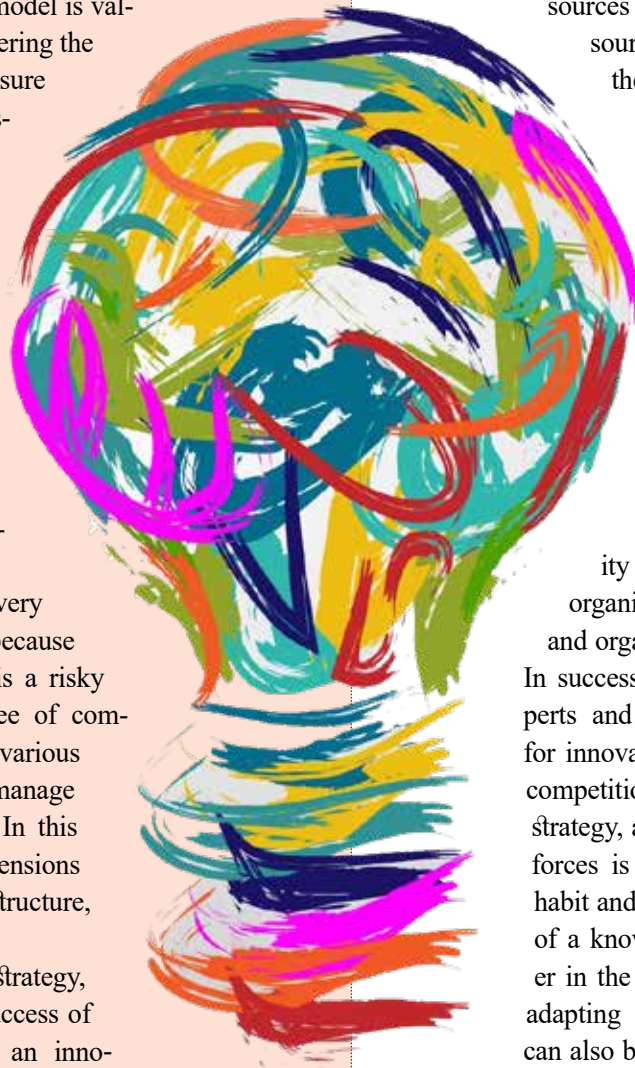 model is val-
ering the
sure
s-
-
very
because
is a risky
ee of com-
various
manage
In this
ensions
tructure,
strategy,
ccess of
an inno-
sources
sour
the
ity
organi
and orga
In success
perts and
for innova
competitio
strategy, a
forces is
habit and
of a know
er in the
adapting
can also b